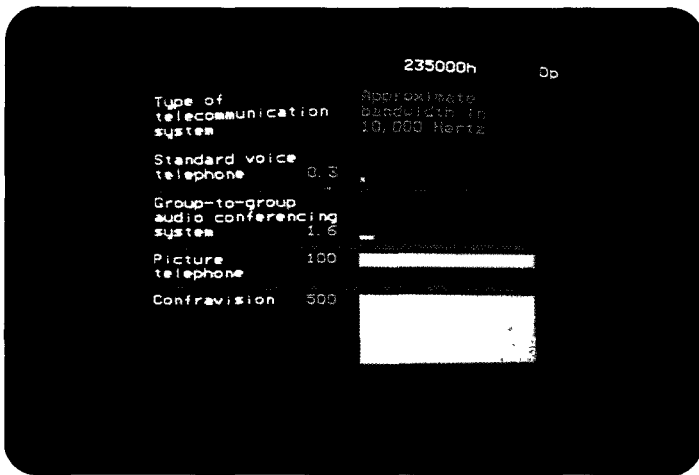 235000h 0p
Type of
telecommunication
system
Approximate
bandwidth in
10,000 Hertz
Standard voice
telephone 0.3
Group-to-group
audio conferencing
system 1.6
Picture 100
telephone
Confravision 500